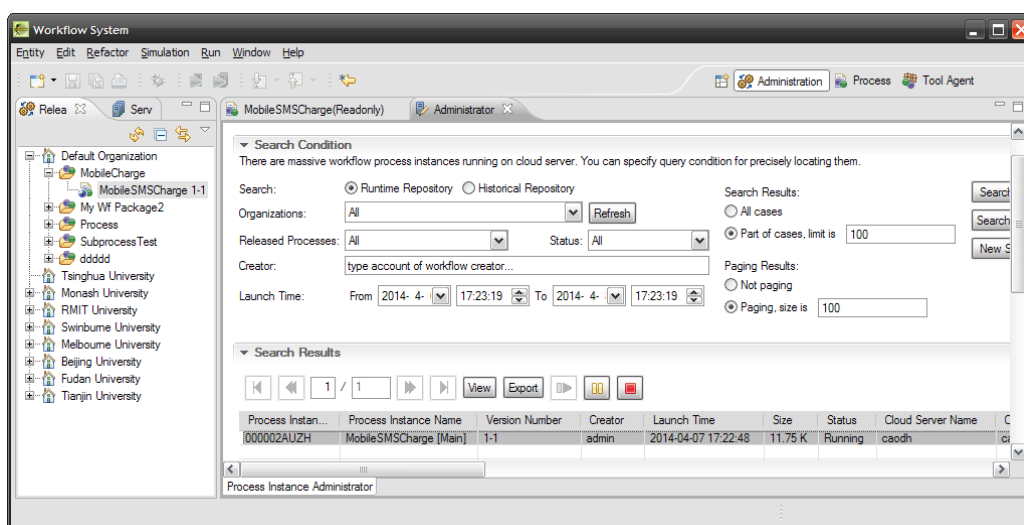 Workflow System
Entity Edit Refactor Simulation Run Window Help
Administration Process Tool Agent
Relea Serv MobileSMSCharge(Readonly) Administrator
Default Organization
MobileCharge
MobileSMSCharge 1-1
My Wf Package2
Process
SubprocessTest
ddddd
Tsinghua University
Monash University
RMIT University
Swinburne University
Melbourne University
Beijing University
Fudan University
Tianjin University
Search Condition
There are massive workflow process instances running on cloud server. You can specify query condition for precisely locating them.
Search: Runtime Repository Historical Repository
Organizations: All Refresh
Released Processes: All Status: All
Creator: type account of workflow creator...
Launch Time: From 2014- 4- 17:23:19 To 2014- 4- 17:23:19
Search Results:
All cases
Part of cases, limit is 100
Paging Results:
Not paging
Paging, size is 100
Search
Search
New S
Search Results
1 / 1 View Export
Process Instan... Process Instance Name Version Number Creator Launch Time Size Status Cloud Server Name C
000002AUZH MobileSMSCharge [Main] 1-1 admin 2014-04-07 17:22:48 11.75 K Running caodh ca
Process Instance Administrator